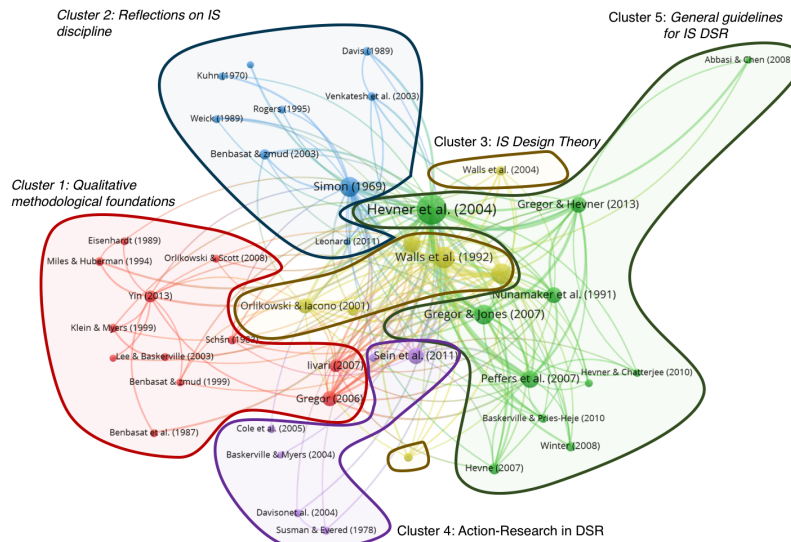 Cluster 2: Reflections on IS
discipline
Cluster 5: General guidelines
for IS DSR
Davis (1989)
Abbasi & Chen (2008
Kuhn (1970)
Venkatesh et al. (2003)
Rogers (1995)
Weick (1989)
Cluster 3: IS Design Theory
Benbasat & zmud (2003)
Walls et al. (2004)
Cluster 1: Qualitative
methodological foundations
Simon (1969)
Hevner et al. (2004)
Gregor & Hevner (2013)
Eisenhardt (1989)
Leonardi (2011)
Miles & Huberman (1994)
Orlikowski & Scott (2008)
Walls et al. (1992)
Yin (2013)
Nunamaker et al. (1991)
Orlikowski & Iacono (2001)
Gregor & Jones (2007)
Klein & Myers (1999)
Schšn (1983)
Lee & Baskerville (2003)
Sein et al. (2011)
Iivari (2007)
Hevner & Chatterjee (2010)
Benbasat & zmud (1999)
Peffers et al. (2007)
Gregor (2006)
Baskerville & Pries-Heje (2010
Cole et al. (2005)
Benbasat et al. (1987)
Winter (2008)
Baskerville & Myers (2004)
Hevne (2007)
Davisonet al. (2004)
Susman & Evered (1978)
Cluster 4: Action-Research in DSR